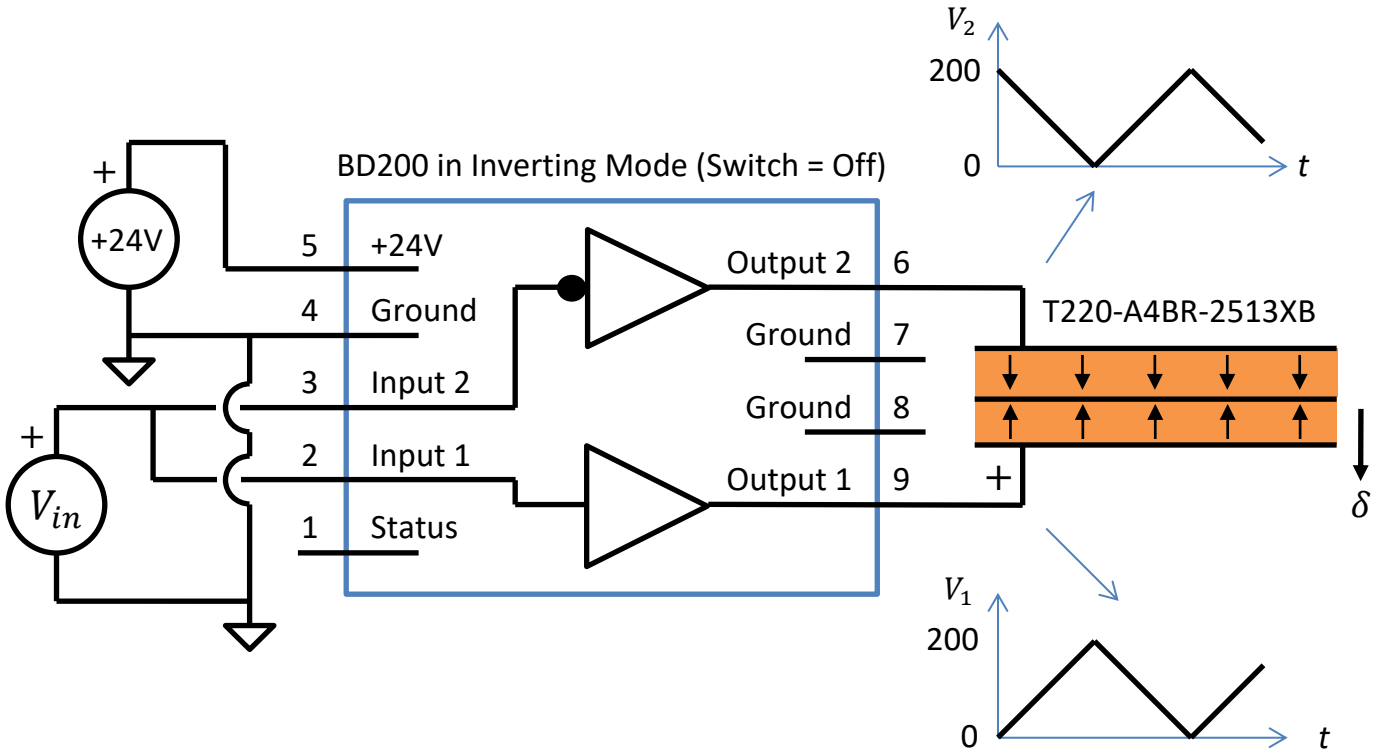 V₂
200
0
t
BD200 in Inverting Mode (Switch = Off)
+
+24V
5 +24V
Output 2 6
4 Ground
Ground 7
T220-A4BR-2513XB
3 Input 2
Ground 8
+
2 Input 1
Output 1 9
+
V_in
δ
1 Status
V₁
200
0
t